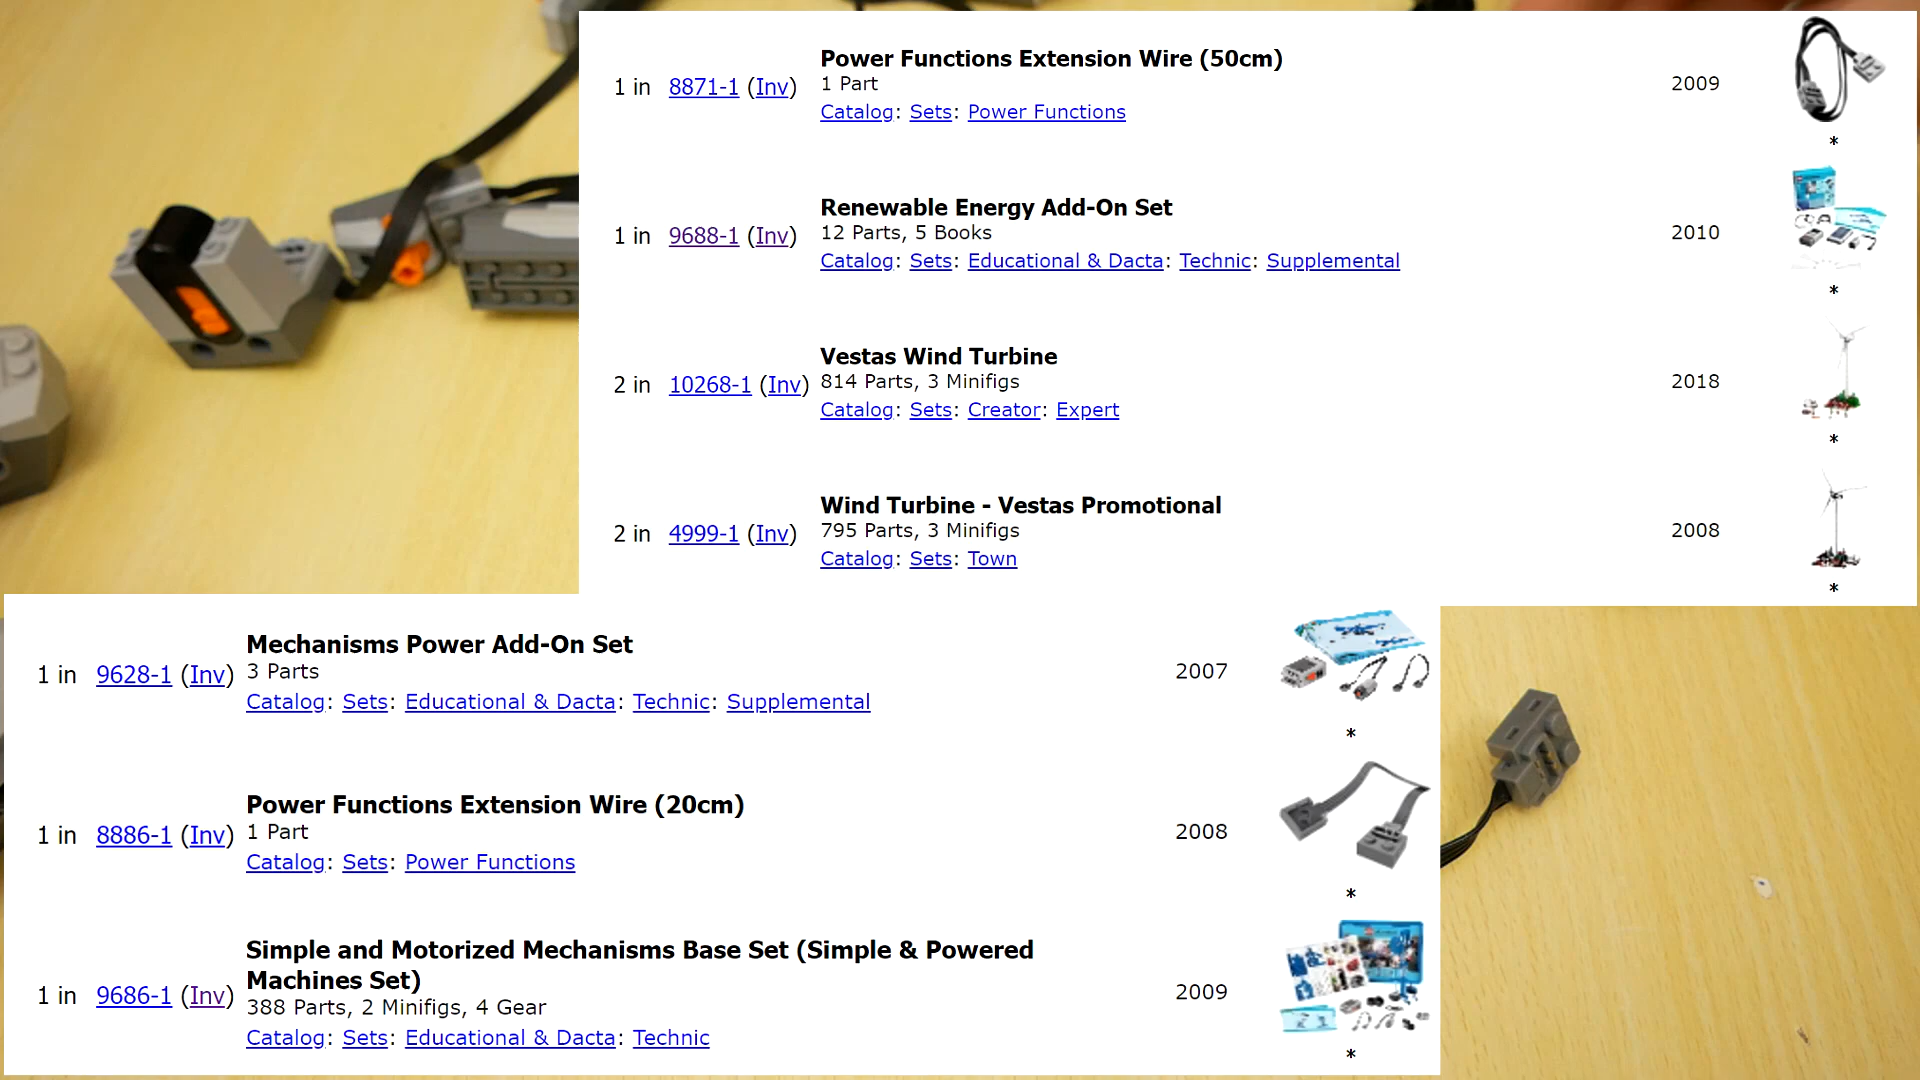 Power Functions Extension Wire (50cm)
1 in 8871-1 (Inv) 1 Part 2009
Catalog: Sets: Power Functions
*
Renewable Energy Add-On Set
1 in 9688-1 (Inv) 12 Parts, 5 Books 2010
Catalog: Sets: Educational & Dacta: Technic: Supplemental
*
Vestas Wind Turbine
2 in 10268-1 (Inv) 814 Parts, 3 Minifigs 2018
Catalog: Sets: Creator: Expert
*
Wind Turbine - Vestas Promotional
2 in 4999-1 (Inv) 795 Parts, 3 Minifigs 2008
Catalog: Sets: Town
*
Mechanisms Power Add-On Set
1 in 9628-1 (Inv) 3 Parts 2007
Catalog: Sets: Educational & Dacta: Technic: Supplemental
*
Power Functions Extension Wire (20cm)
1 in 8886-1 (Inv) 1 Part 2008
Catalog: Sets: Power Functions
*
Simple and Motorized Mechanisms Base Set (Simple & Powered
Machines Set)
1 in 9686-1 (Inv) 388 Parts, 2 Minifigs, 4 Gear 2009
Catalog: Sets: Educational & Dacta: Technic
*